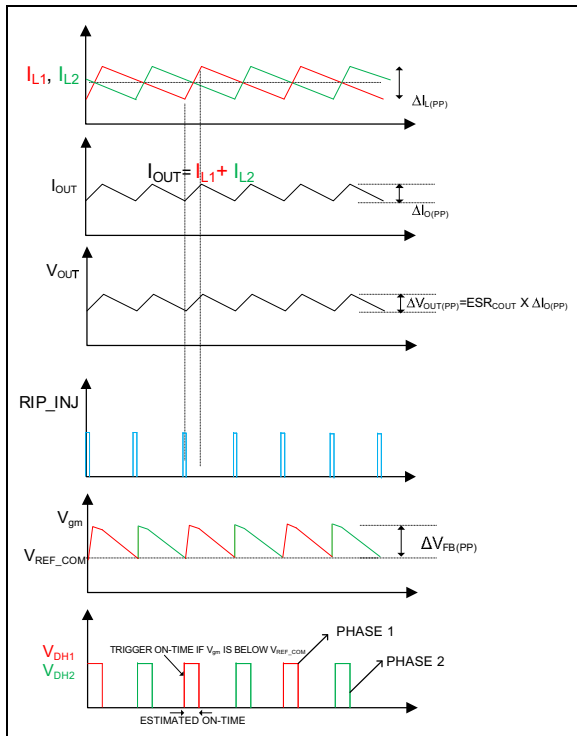 IL1, IL2
ΔIL(PP)
IOUT= IL1+ IL2
IOUT
ΔIO(PP)
VOUT
ΔVOUT(PP)=ESRCOUT X ΔIO(PP)
RIP_INJ
Vgm
VREF_COM
ΔVFB(PP)
PHASE 1
TRIGGER ON-TIME IF Vgm IS BELOW VREF_COM
VDH1
VDH2
PHASE 2
ESTIMATED ON-TIME